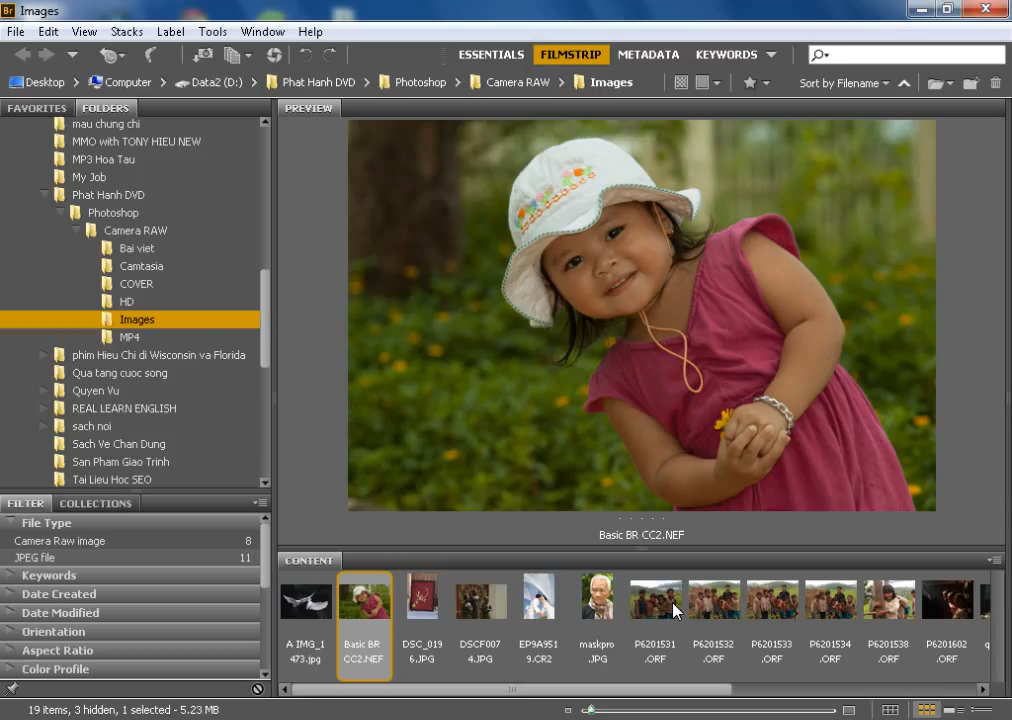 Br Images
File Edit View Stacks Label Tools Window Help
ESSENTIALS FILMSTRIP METADATA KEYWORDS
Desktop Computer Data2 (D:) Phat Hanh DVD Photoshop Camera RAW Images Sort by Filename
FAVORITES FOLDERS
mau chung chi
MMO with TONY HIEU NEW
MP3 Hoa Tau
My Job
Phat Hanh DVD
Photoshop
Camera RAW
Bai viet
Camtasia
COVER
HD
Images
MP4
phim Hieu Chi di Wisconsin va Florida
Qua tang cuoc song
Quyen Vu
REAL LEARN ENGLISH
sach noi
Sach Ve Chan Dung
San Pham Giao Trinh
Tai Lieu Hoc SEO
FILTER COLLECTIONS
File Type
Camera Raw image 8
JPEG file 11
Keywords
Date Created
Date Modified
Orientation
Aspect Ratio
Color Profile
PREVIEW
Basic BR CC2.NEF
CONTENT
A IMG_1
473.jpg
Basic BR
CC2.NEF
DSC_019
6.JPG
DSCF007
4.JPG
EP9A951
9.CR2
maskpro
.JPG
P6201531
.ORF
P6201532
.ORF
P6201533
.ORF
P6201534
.ORF
P6201538
.ORF
P6201602
.ORF
19 items, 3 hidden, 1 selected - 5.23 MB